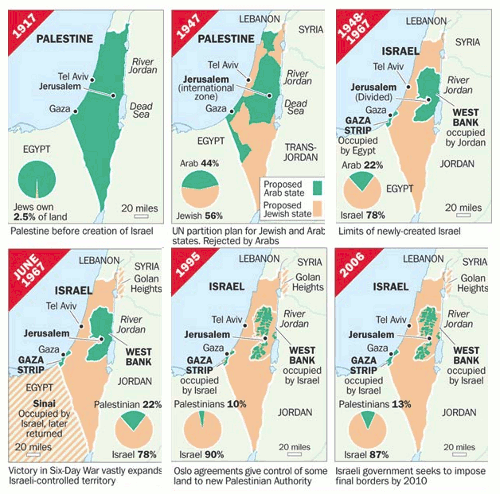 1917
PALESTINE
Tel Aviv
Jerusalem
River
Jordan
Gaza
Dead
Sea
EGYPT
Jews own
2.5% of land
20 miles
Palestine before creation of Israel
1947
LEBANON
SYRIA
PALESTINE
Tel Aviv
Jerusalem
(international
zone)
River
Jordan
Gaza
Dead
Sea
EGYPT
TRANS-
JORDAN
Arab 44%
Jewish 56%
Proposed
Arab state
Proposed
Jewish state
UN partition plan for Jewish and Arab
states. Rejected by Arabs
1948-
1967
LEBANON
SYRIA
ISRAEL
Tel Aviv
Jerusalem
(Divided)
River
Jordan
Gaza
GAZA
STRIP
Occupied
by Egypt
WEST
BANK
occupied
by Jordan
Arab 22%
EGYPT
JORDAN
Israel 78%
20 miles
Limits of newly-created Israel
JUNE
1967
LEBANON
SYRIA
Golan
Heights
ISRAEL
Tel Aviv
Jerusalem
River
Jordan
Gaza
GAZA
STRIP
WEST
BANK
EGYPT
JORDAN
Sinai
Occupied by
Israel, later
returned
20 miles
Palestinian 22%
Israel 78%
Victory in Six-Day War vastly expands
Israeli-controlled territory
1995
LEBANON
SYRIA
Golan
Heights
ISRAEL
Tel Aviv
Jerusalem
River
Jordan
Gaza
GAZA
STRIP
occupied
by Israel
WEST
BANK
occupied
by Israel
Palestinians 10%
JORDAN
Israel 90%
20 miles
Oslo agreements give control of some
land to new Palestinian Authority
2006
LEBANON
SYRIA
Golan
Heights
ISRAEL
Tel Aviv
Jerusalem
River
Jordan
Gaza
GAZA
STRIP
occupied
by Israel
WEST
BANK
occupied
by Israel
Palestinians 13%
JORDAN
Israel 87%
20 miles
Israeli government seeks to impose
final borders by 2010